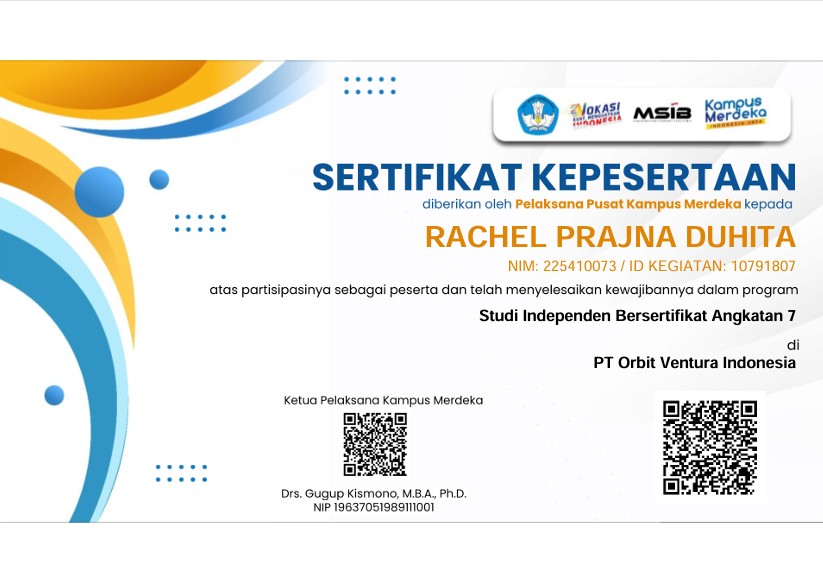 VOKASI
KUAT, MENGUATKAN
INDONESIA
MSIB
Kampus
Merdeka
INDONESIA JAYA
SERTIFIKAT KEPESERTAAN
diberikan oleh Pelaksana Pusat Kampus Merdeka kepada
RACHEL PRAJNA DUHITA
NIM: 225410073 / ID KEGIATAN: 10791807
atas partisipasinya sebagai peserta dan telah menyelesaikan kewajibannya dalam program
Studi Independen Bersertifikat Angkatan 7
di
PT Orbit Ventura Indonesia
Ketua Pelaksana Kampus Merdeka
Drs. Gugup Kismono, M.B.A., Ph.D.
NIP 19637051989111001